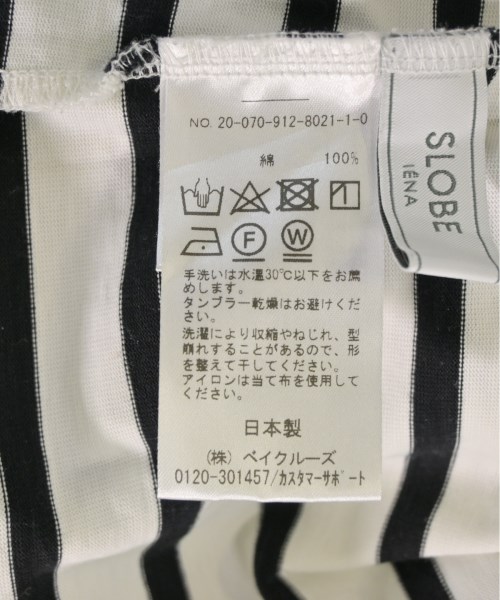 NO. 20-070-912-8021-1-0
綿 100%
F W
手洗いは水温30℃以下をお薦
めします。
タンブラー乾燥はお避けくださ
い。
洗濯により収縮やねじれ、型
崩れすることがあるので、形
を整えて干してください。
アイロンは当て布を使用して
ください。
日本製
(株) ベイクルーズ
0120-301457/カスタマーサポート
SLOBE
IÉNA